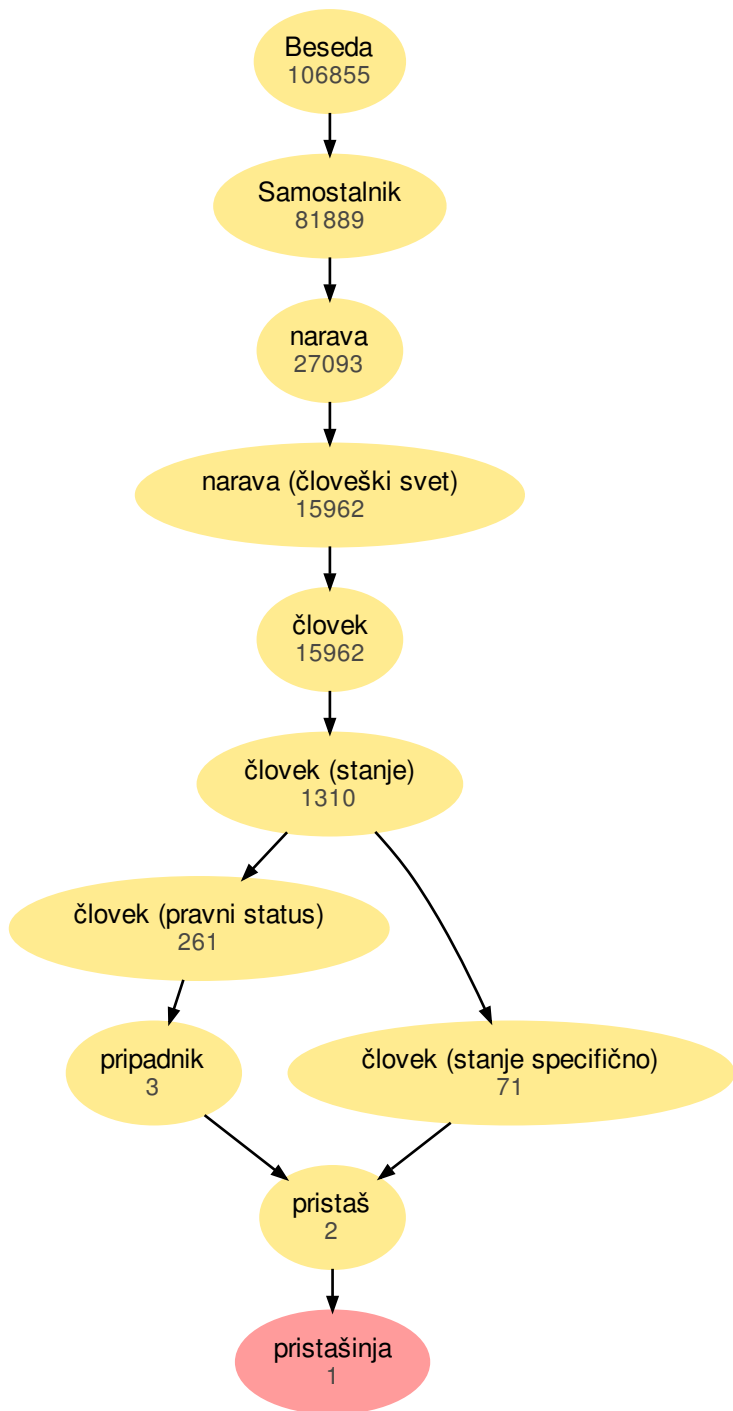 Beseda
106855
Samostalnik
81889
narava
27093
narava (človeški svet)
15962
človek
15962
človek (stanje)
1310
človek (pravni status)
261
pripadnik
3
človek (stanje specifično)
71
pristaš
2
pristašinja
1